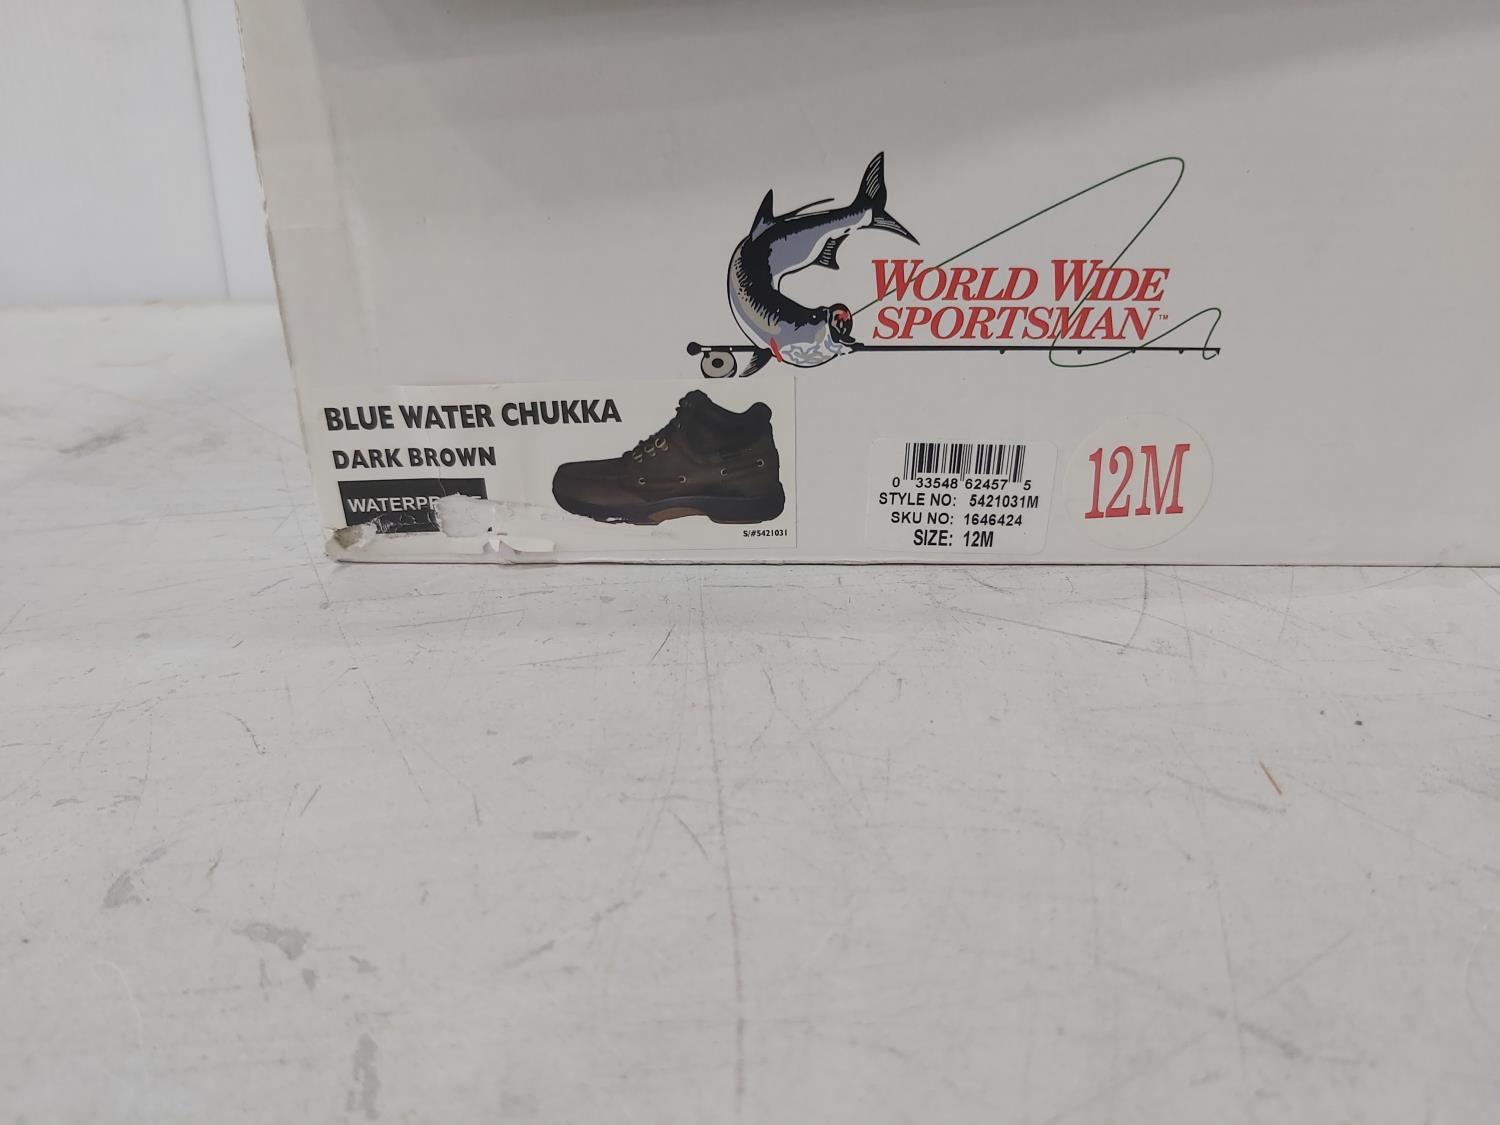 WORLD WIDE
SPORTSMAN™
BLUE WATER CHUKKA
DARK BROWN
WATERPR
S/#5421031
0 33548 62457 5
STYLE NO: 5421031M
SKU NO: 1646424
SIZE: 12M
12M